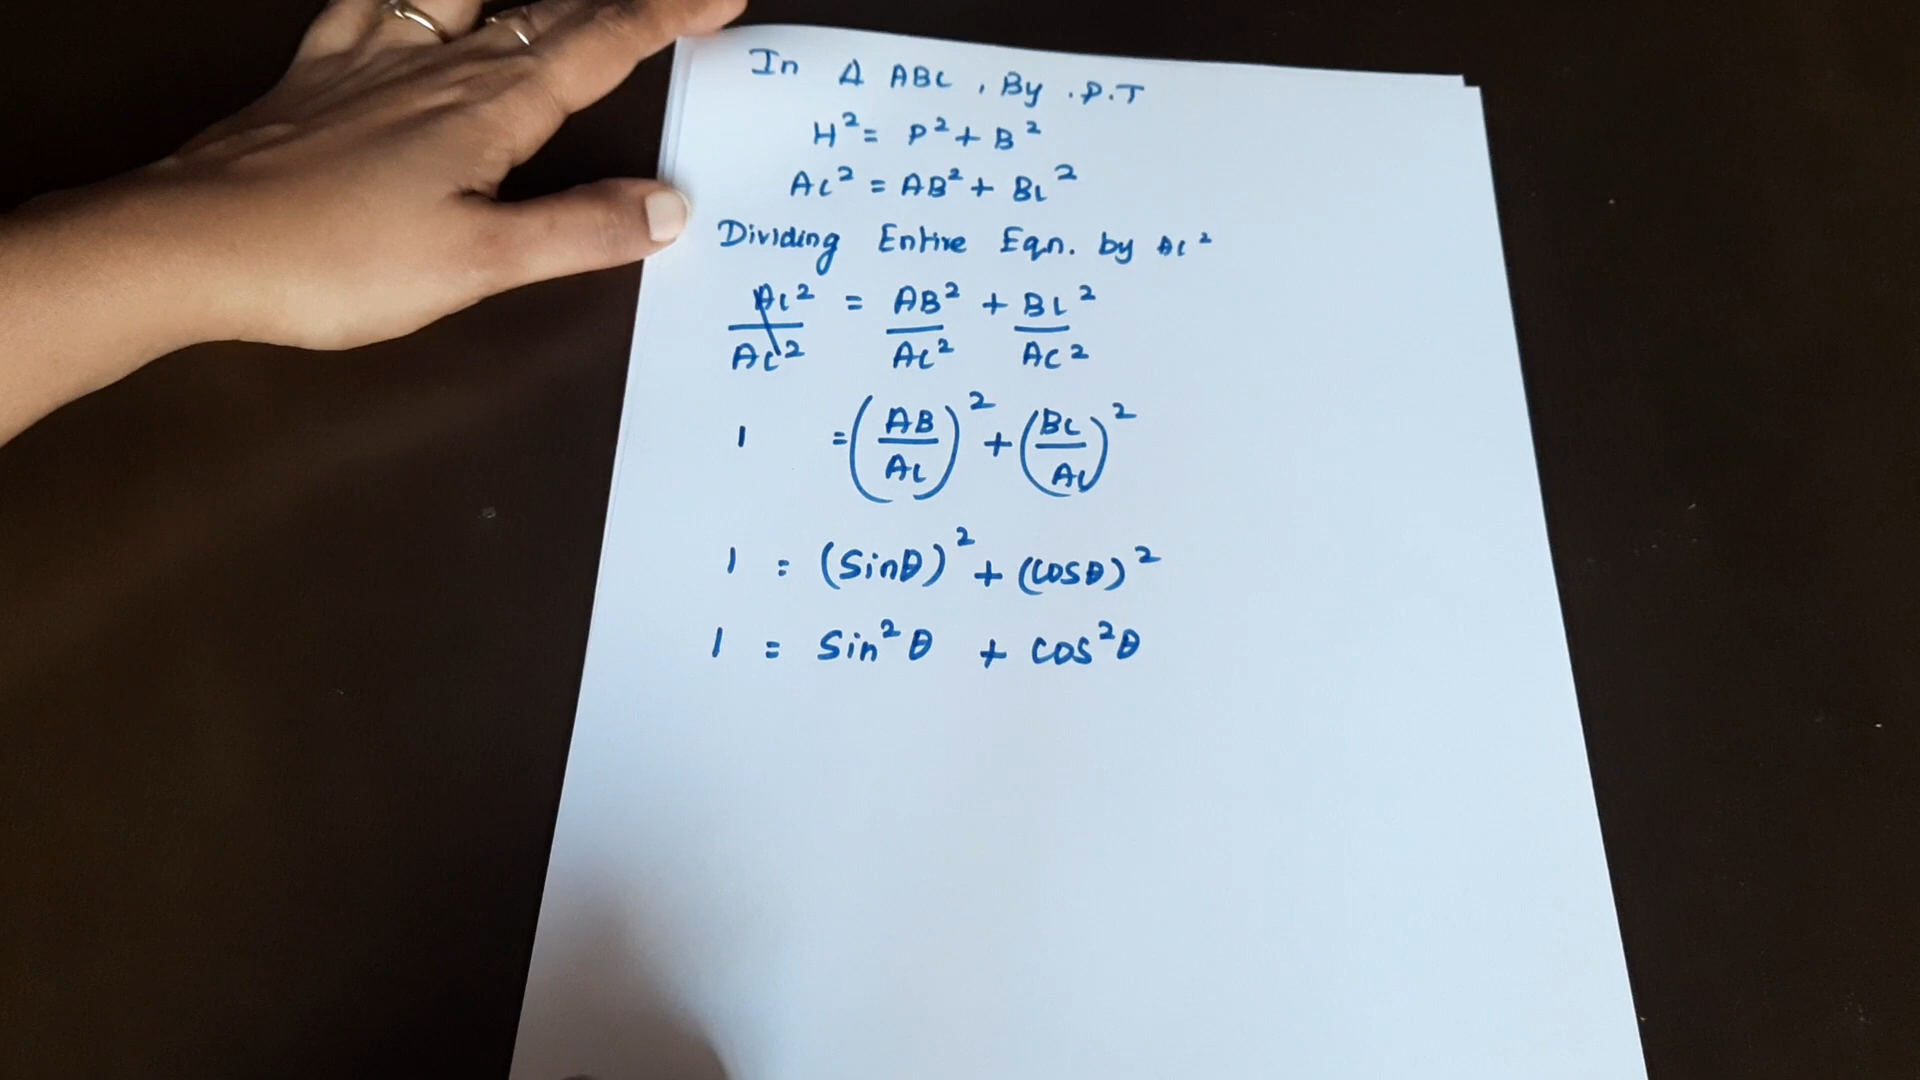 In Δ ABC, By .P.T
H² = P² + B²
AC² = AB² + BC²
Dividing Entire Eqn. by AC²
AC² = AB² + BC²
AC² AC² AC²
1 = (AB/AC)² + (BC/AC)²
1 = (Sinθ)² + (cosθ)²
1 = Sin²θ + cos²θ